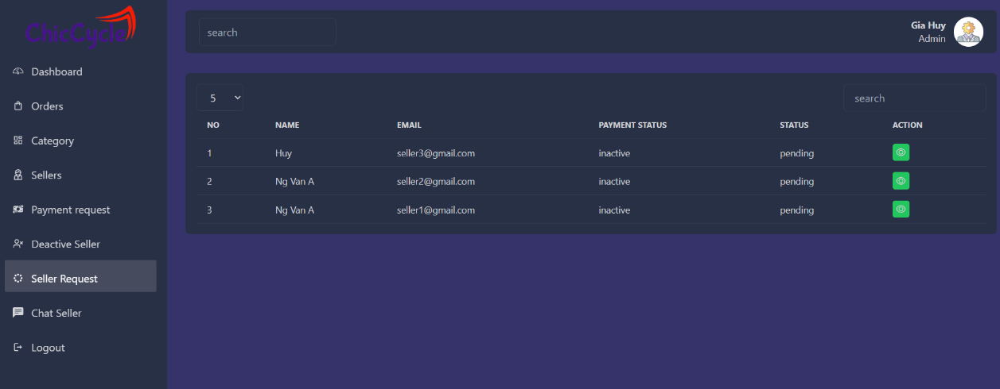 ChicCycle
Dashboard
Orders
Category
Sellers
Payment request
Deactive Seller
Seller Request
Chat Seller
Logout
search
Gia Huy
Admin
5
search
NO NAME EMAIL PAYMENT STATUS STATUS ACTION
1 Huy seller3@gmail.com inactive pending
2 Ng Van A seller2@gmail.com inactive pending
3 Ng Van A seller1@gmail.com inactive pending